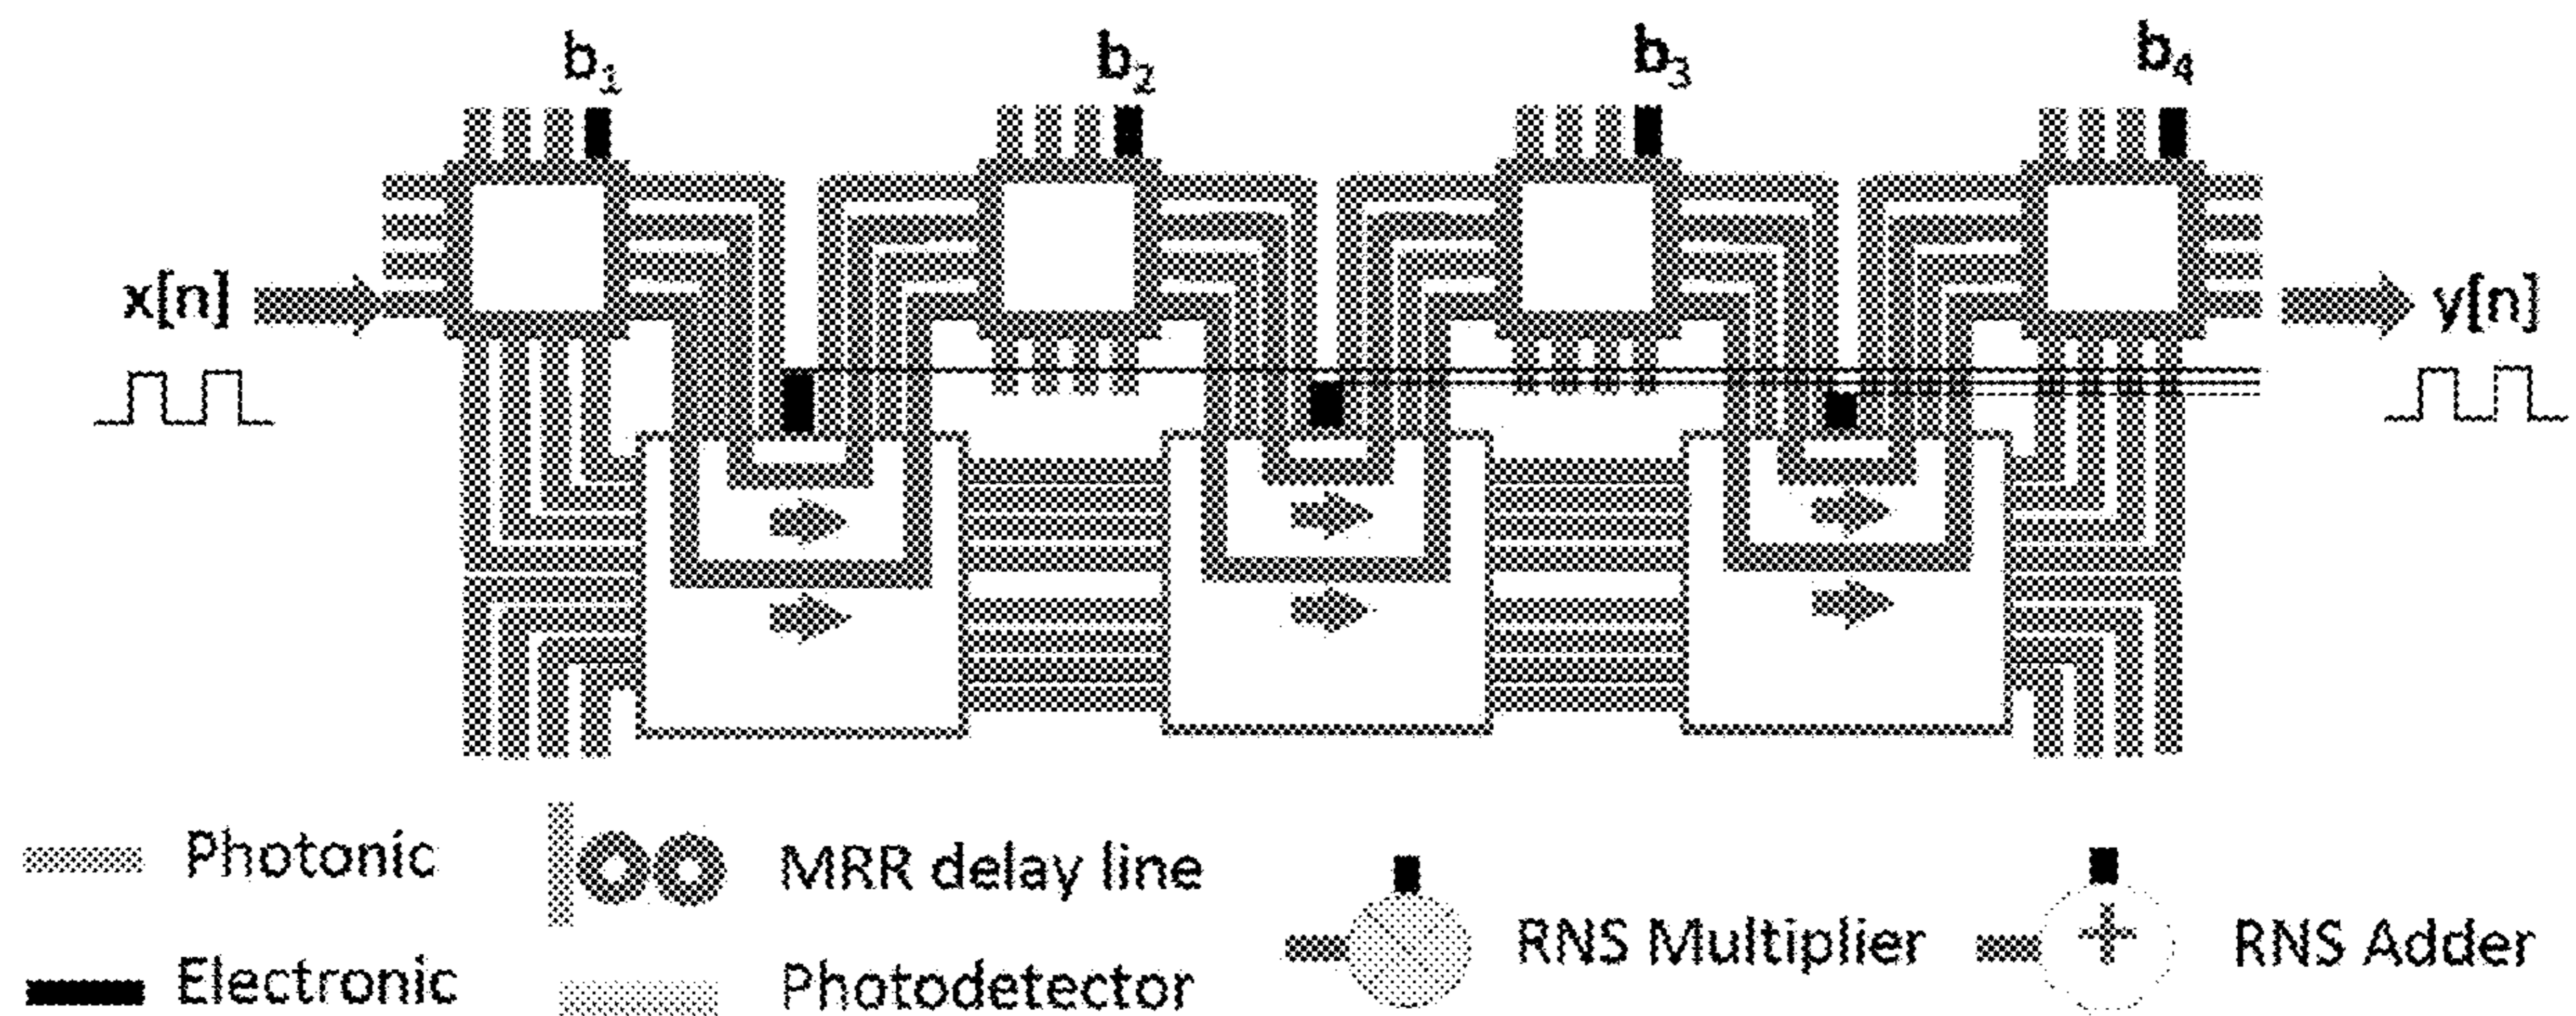 b₁ b₂ b₃ b₄
x[n] y[n]
Photonic MRR delay line
RNS Multiplier + RNS Adder
Electronic Photodetector